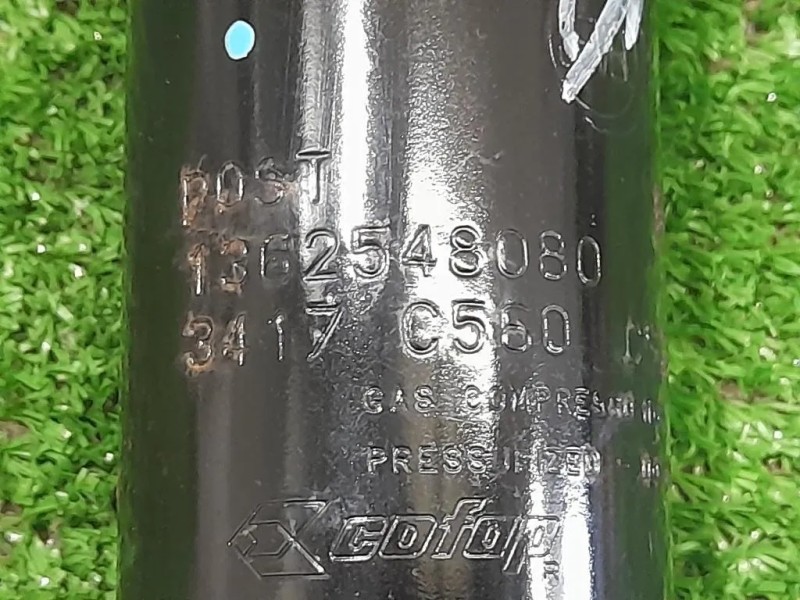 POST
1362548080
3417 C560
GAS COMPRES
PRESSURIZED -
cofap